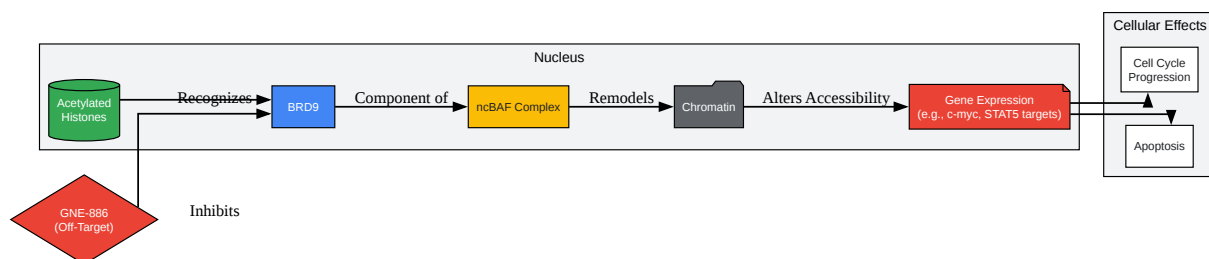 Cellular Effects
Nucleus
Cell Cycle
Progression
Acetylated
Histones
Recognizes
BRD9
Component of
ncBAF Complex
Remodels
Chromatin
Alters Accessibility
Gene Expression
(e.g., c-myc, STAT5 targets)
Apoptosis
GNE-886
(Off-Target)
Inhibits